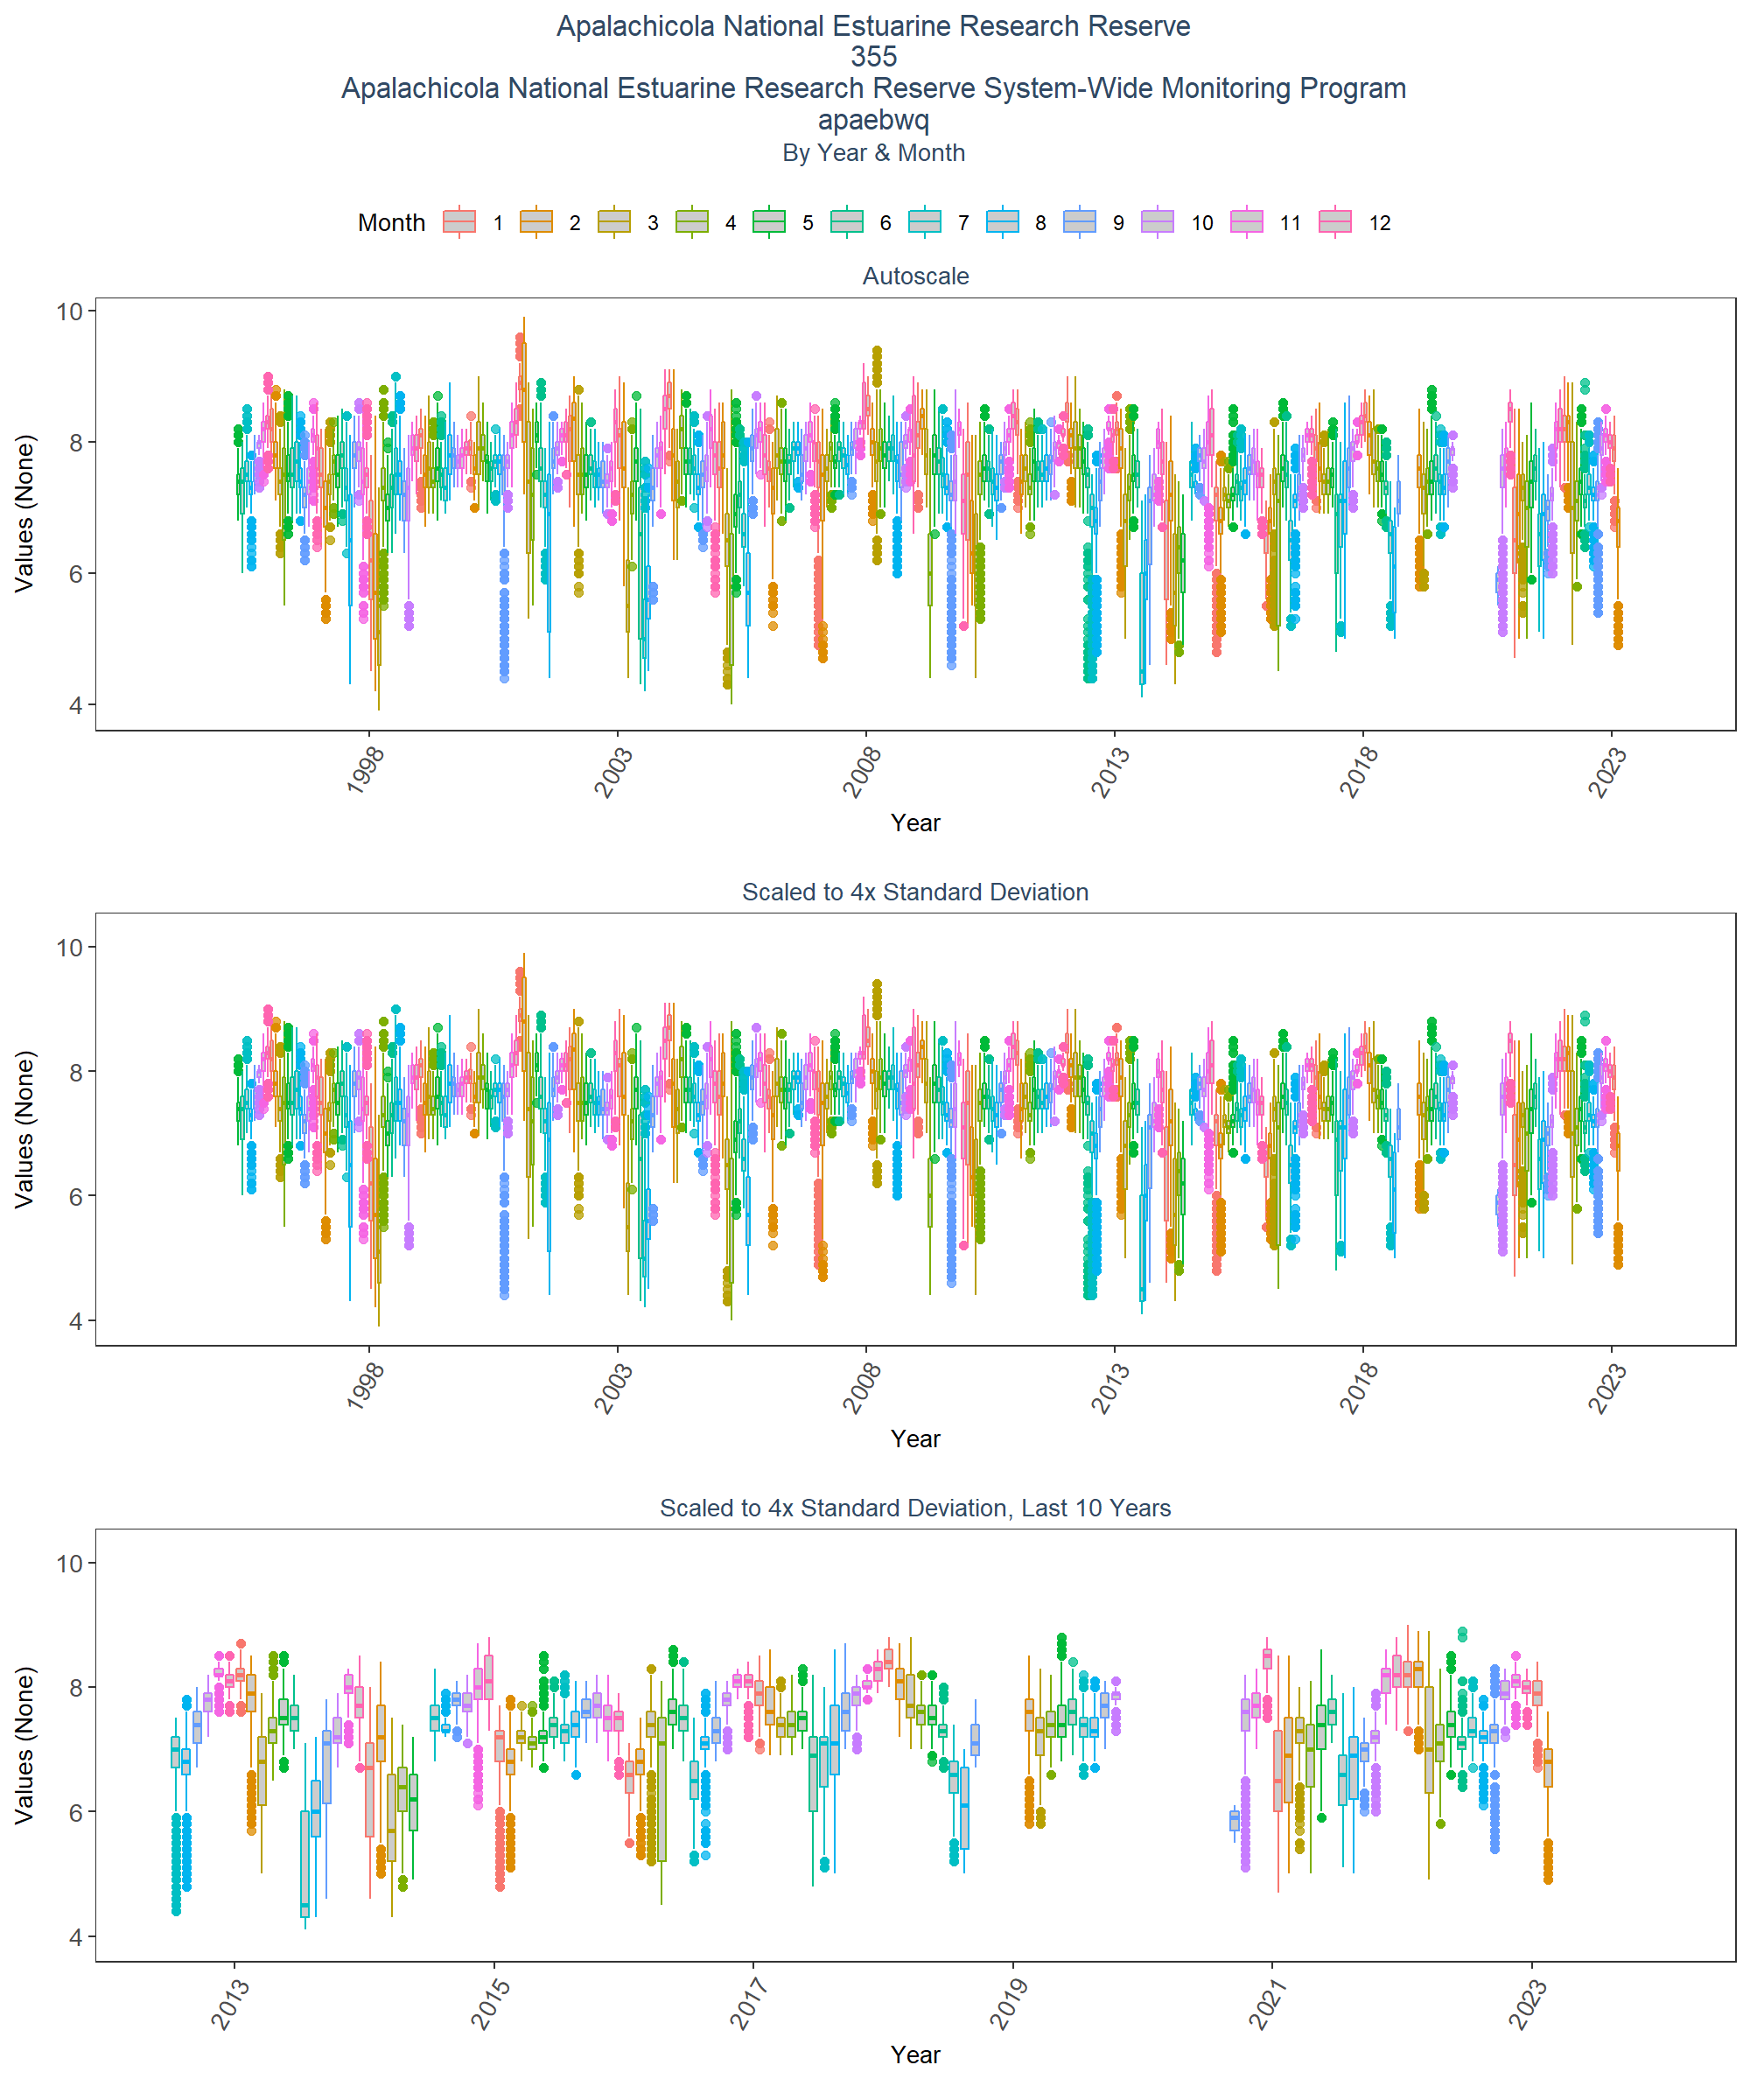 Apalachicola National Estuarine Research Reserve
355
Apalachicola National Estuarine Research Reserve System-Wide Monitoring Program
apaebwq
By Year & Month
Month 1 2 3 4 5 6 7 8 9 10 11 12
Autoscale
Values (None)
10
8
6
4
1998 2003 2008 2013 2018 2023
Year
Scaled to 4x Standard Deviation
Values (None)
10
8
6
4
1998 2003 2008 2013 2018 2023
Year
Scaled to 4x Standard Deviation, Last 10 Years
Values (None)
10
8
6
4
2013 2015 2017 2019 2021 2023
Year